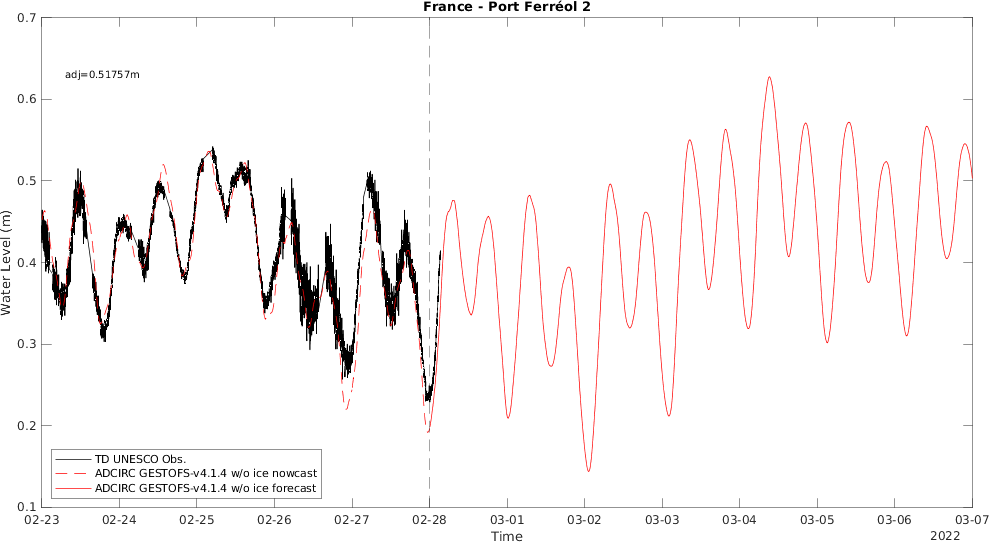 France - Port Ferréol 2
adj=0.51757m
Water Level (m)
0.7
0.6
0.5
0.4
0.3
0.2
0.1
TD UNESCO Obs.
ADCIRC GESTOFS-v4.1.4 w/o ice nowcast
ADCIRC GESTOFS-v4.1.4 w/o ice forecast
02-23 02-24 02-25 02-26 02-27 02-28 03-01 03-02 03-03 03-04 03-05 03-06 03-07
Time
2022